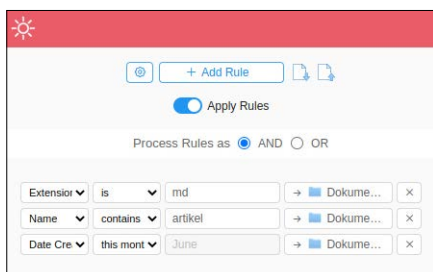 + Add Rule
Apply Rules
Process Rules as AND OR
Extension is md → Dokume... ×
Name contains artikel → Dokume... ×
Date Cre this mont June → Dokume... ×